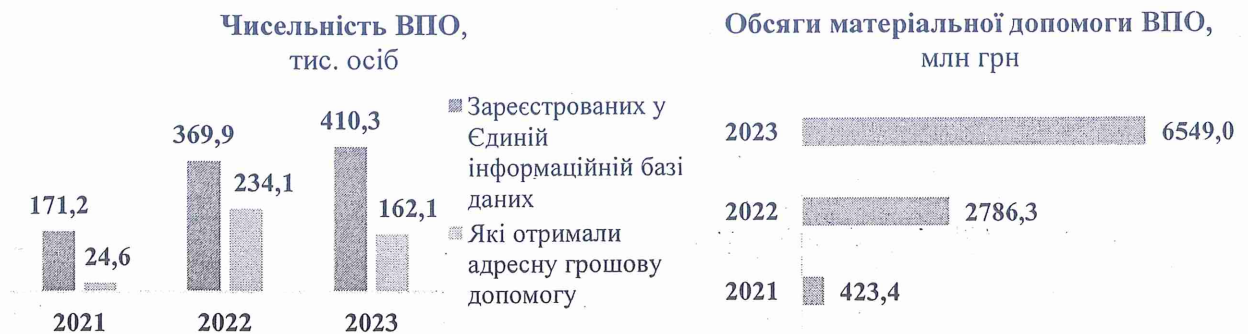 Чисельність ВПО,
тис. осіб
171,2
24,6
369,9
234,1
410,3
162,1
2021
2022
2023
Зареєстрованих у
Єдиній
інформаційній базі
даних
Які отримали
адресну грошову
допомогу
Обсяги матеріальної допомоги ВПО,
млн грн
2023
6549,0
2022
2786,3
2021
423,4